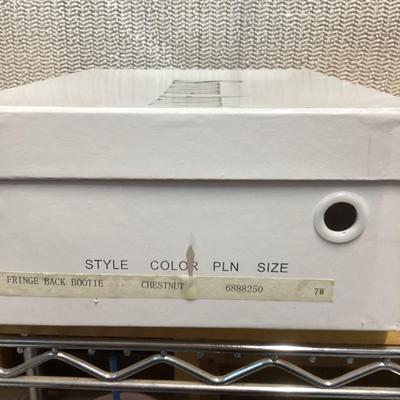 STYLE COLOR PLN SIZE
FRINGE BACK BOOTIE CHESTNUT 6888250 7W